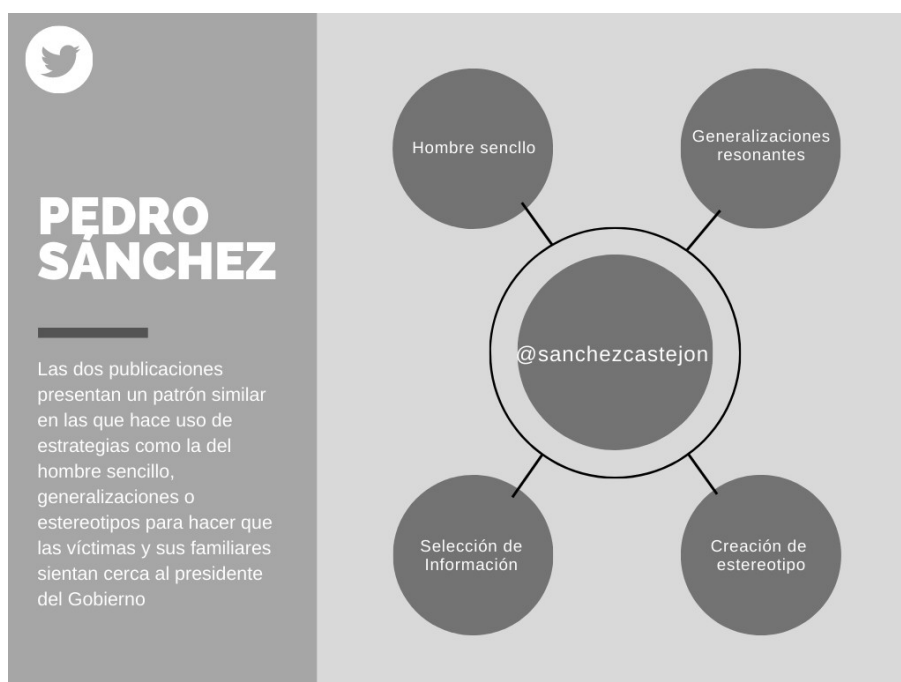 PEDRO
SÁNCHEZ
Las dos publicaciones
presentan un patrón similar
en las que hace uso de
estrategias como la del
hombre sencillo,
generalizaciones o
estereotipos para hacer que
las víctimas y sus familiares
sientan cerca al presidente
del Gobierno
Hombre sencllo
Generalizaciones
resonantes
@sanchezcastejon
Selección de
Información
Creación de
estereotipo